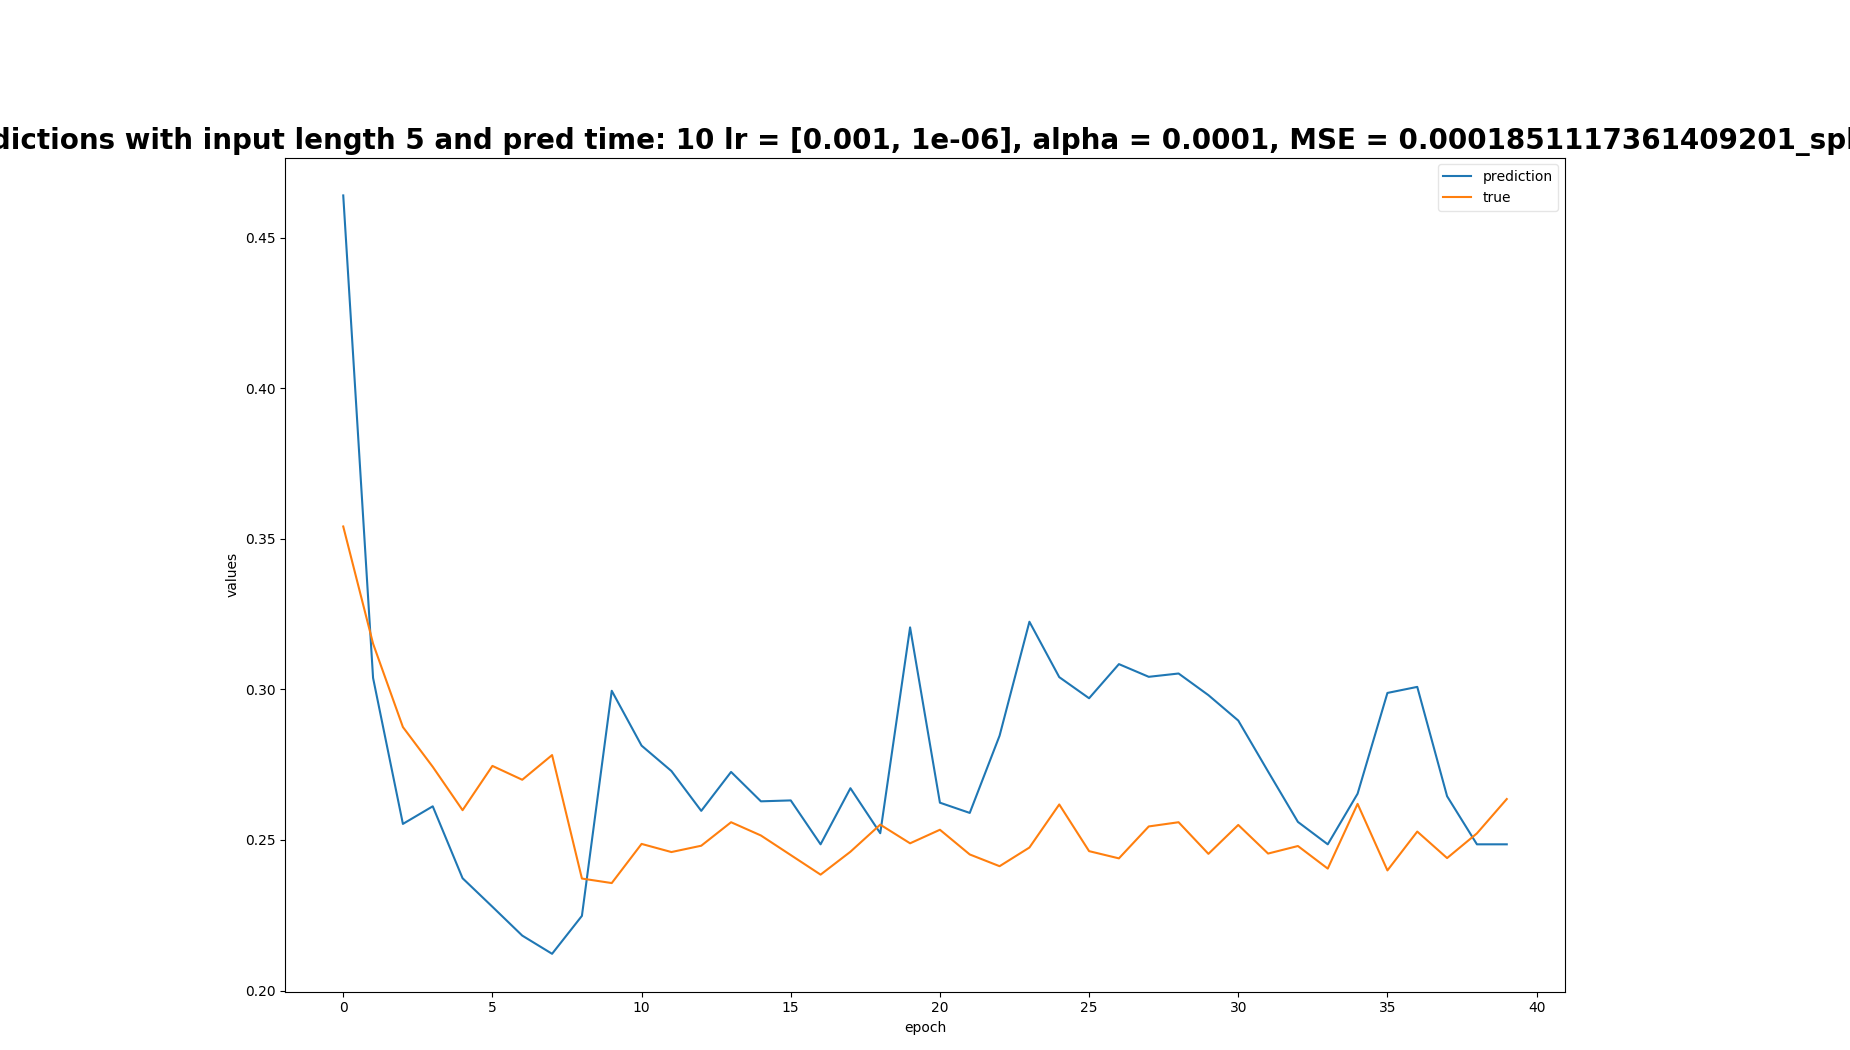 dictions with input length 5 and pred time: 10 lr = [0.001, 1e-06], alpha = 0.0001, MSE = 0.0001851117361409201_spl
prediction
true
0.45
0.40
0.35
0.30
0.25
0.20
values
0 5 10 15 20 25 30 35 40
epoch